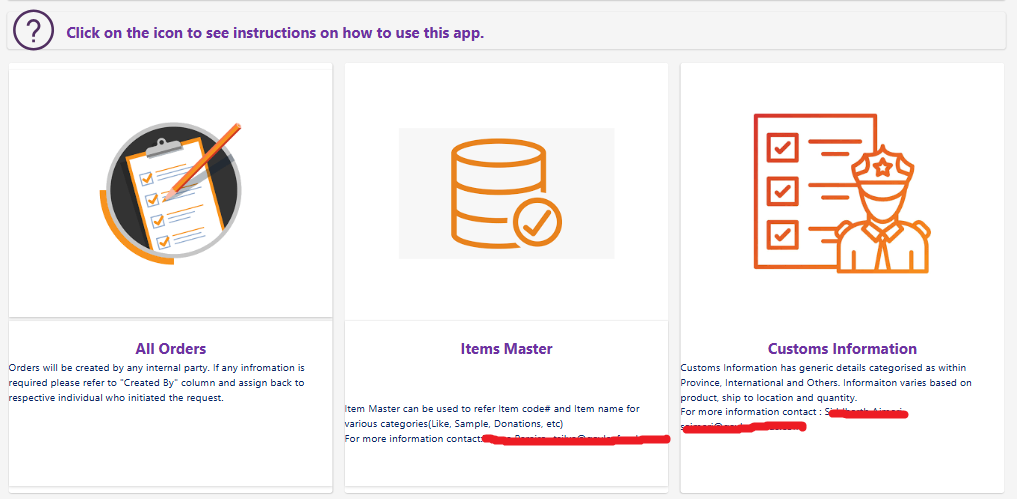 ?
Click on the icon to see instructions on how to use this app.
All Orders
Orders will be created by any internal party. If any infromation is
required please refer to "Created By" column and assign back to
respective individual who initiated the request.
Items Master
Item Master can be used to refer Item code# and Item name for
various categories(Like, Sample, Donations, etc)
For more information contact:
Customs Information
Customs Information has generic details categorised as within
Province, International and Others. Informaiton varies based on
product, ship to location and quantity.
For more information contact :